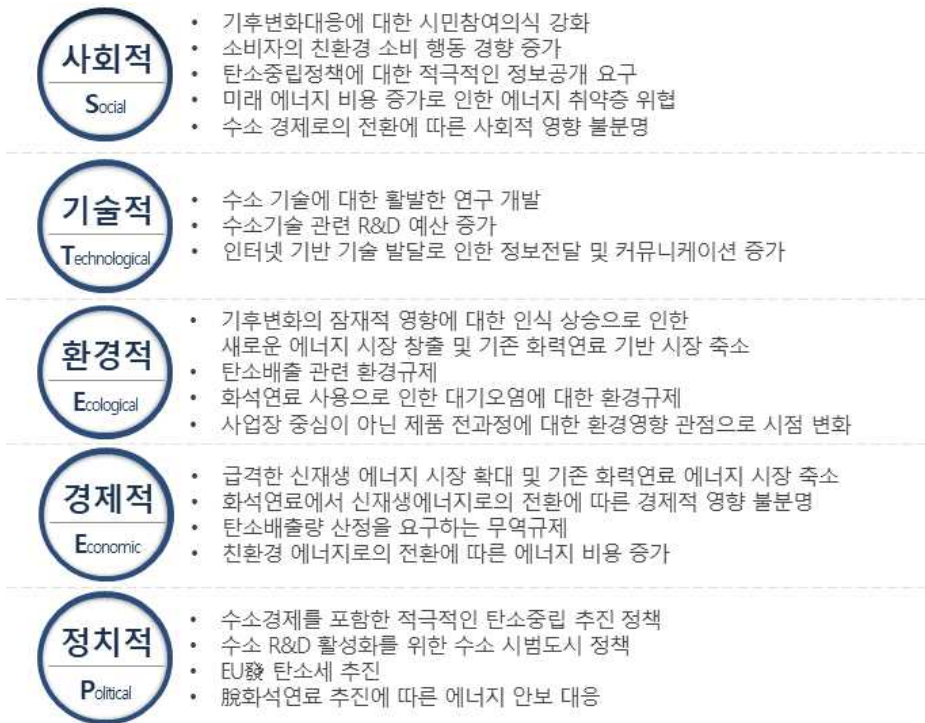 사회적
Social
• 기후변화대응에 대한 시민참여의식 강화
• 소비자의 친환경 소비 행동 경향 증가
• 탄소중립정책에 대한 적극적인 정보공개 요구
• 미래 에너지 비용 증가로 인한 에너지 취약층 위협
• 수소 경제로의 전환에 따른 사회적 영향 불분명
기술적
Technological
• 수소 기술에 대한 활발한 연구 개발
• 수소기술 관련 R&D 예산 증가
• 인터넷 기반 기술 발달로 인한 정보전달 및 커뮤니케이션 증가
환경적
Ecological
• 기후변화의 잠재적 영향에 대한 인식 상승으로 인한
새로운 에너지 시장 창출 및 기존 화력연료 기반 시장 축소
• 탄소배출 관련 환경규제
• 화석연료 사용으로 인한 대기오염에 대한 환경규제
• 사업장 중심이 아닌 제품 전과정에 대한 환경영향 관점으로 시점 변화
경제적
Economic
• 급격한 신재생 에너지 시장 확대 및 기존 화력연료 에너지 시장 축소
• 화석연료에서 신재생에너지로의 전환에 따른 경제적 영향 불분명
• 탄소배출량 산정을 요구하는 무역규제
• 친환경 에너지로의 전환에 따른 에너지 비용 증가
정치적
Political
• 수소경제를 포함한 적극적인 탄소중립 추진 정책
• 수소 R&D 활성화를 위한 수소 시범도시 정책
• EU發 탄소세 추진
• 脫화석연료 추진에 따른 에너지 안보 대응